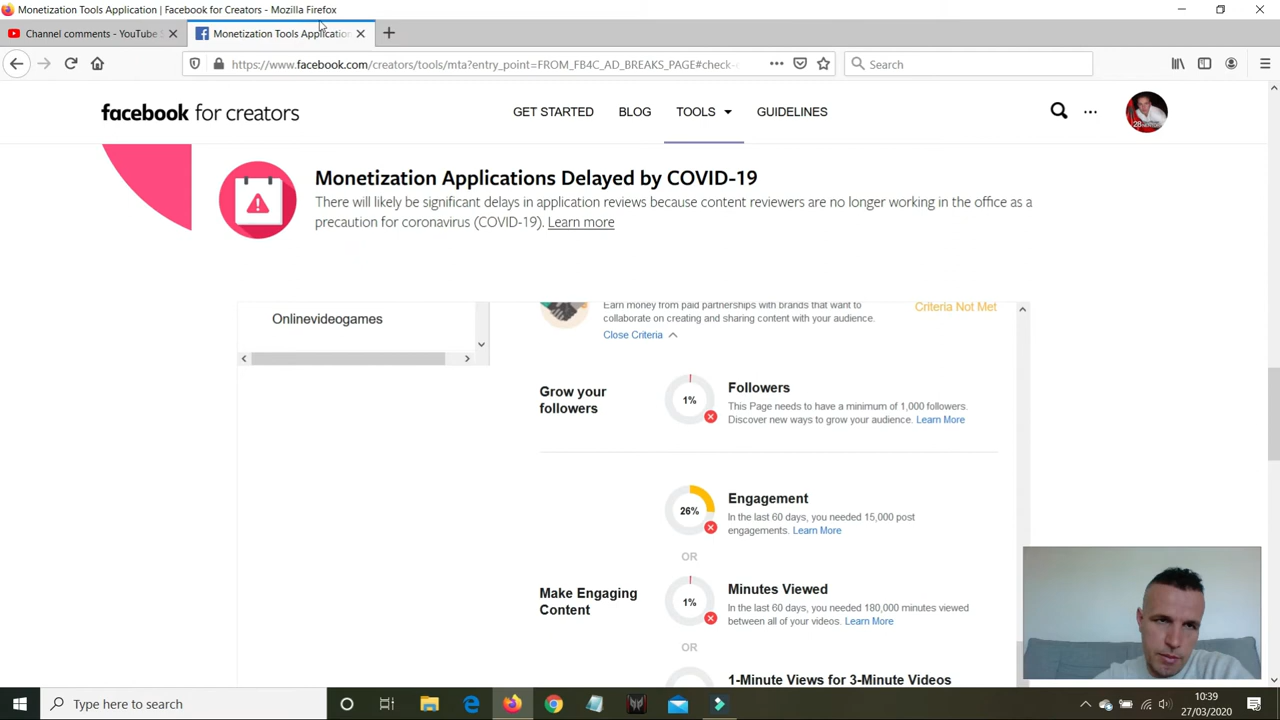 Monetization Tools Application | Facebook for Creators - Mozilla Firefox
Channel comments - YouTube
Monetization Tools Application
https://www.facebook.com/creators/tools/mta?entry_point=FROM_FB4C_AD_BREAKS_PAGE#check-
Search
facebook for creators
GET STARTED
BLOG
TOOLS
GUIDELINES
Monetization Applications Delayed by COVID-19
There will likely be significant delays in application reviews because content reviewers are no longer working in the office as a
precaution for coronavirus (COVID-19). Learn more
Onlinevideogames
Earn money from paid partnerships with brands that want to
collaborate on creating and sharing content with your audience.
Criteria Not Met
Close Criteria
Grow your
followers
1%
Followers
This Page needs to have a minimum of 1,000 followers.
Discover new ways to grow your audience. Learn More
26%
Engagement
In the last 60 days, you needed 15,000 post
engagements. Learn More
OR
Make Engaging
Content
1%
Minutes Viewed
In the last 60 days, you needed 180,000 minutes viewed
between all of your videos. Learn More
OR
1-Minute Views for 3-Minute Videos
Type here to search
10:39
27/03/2020